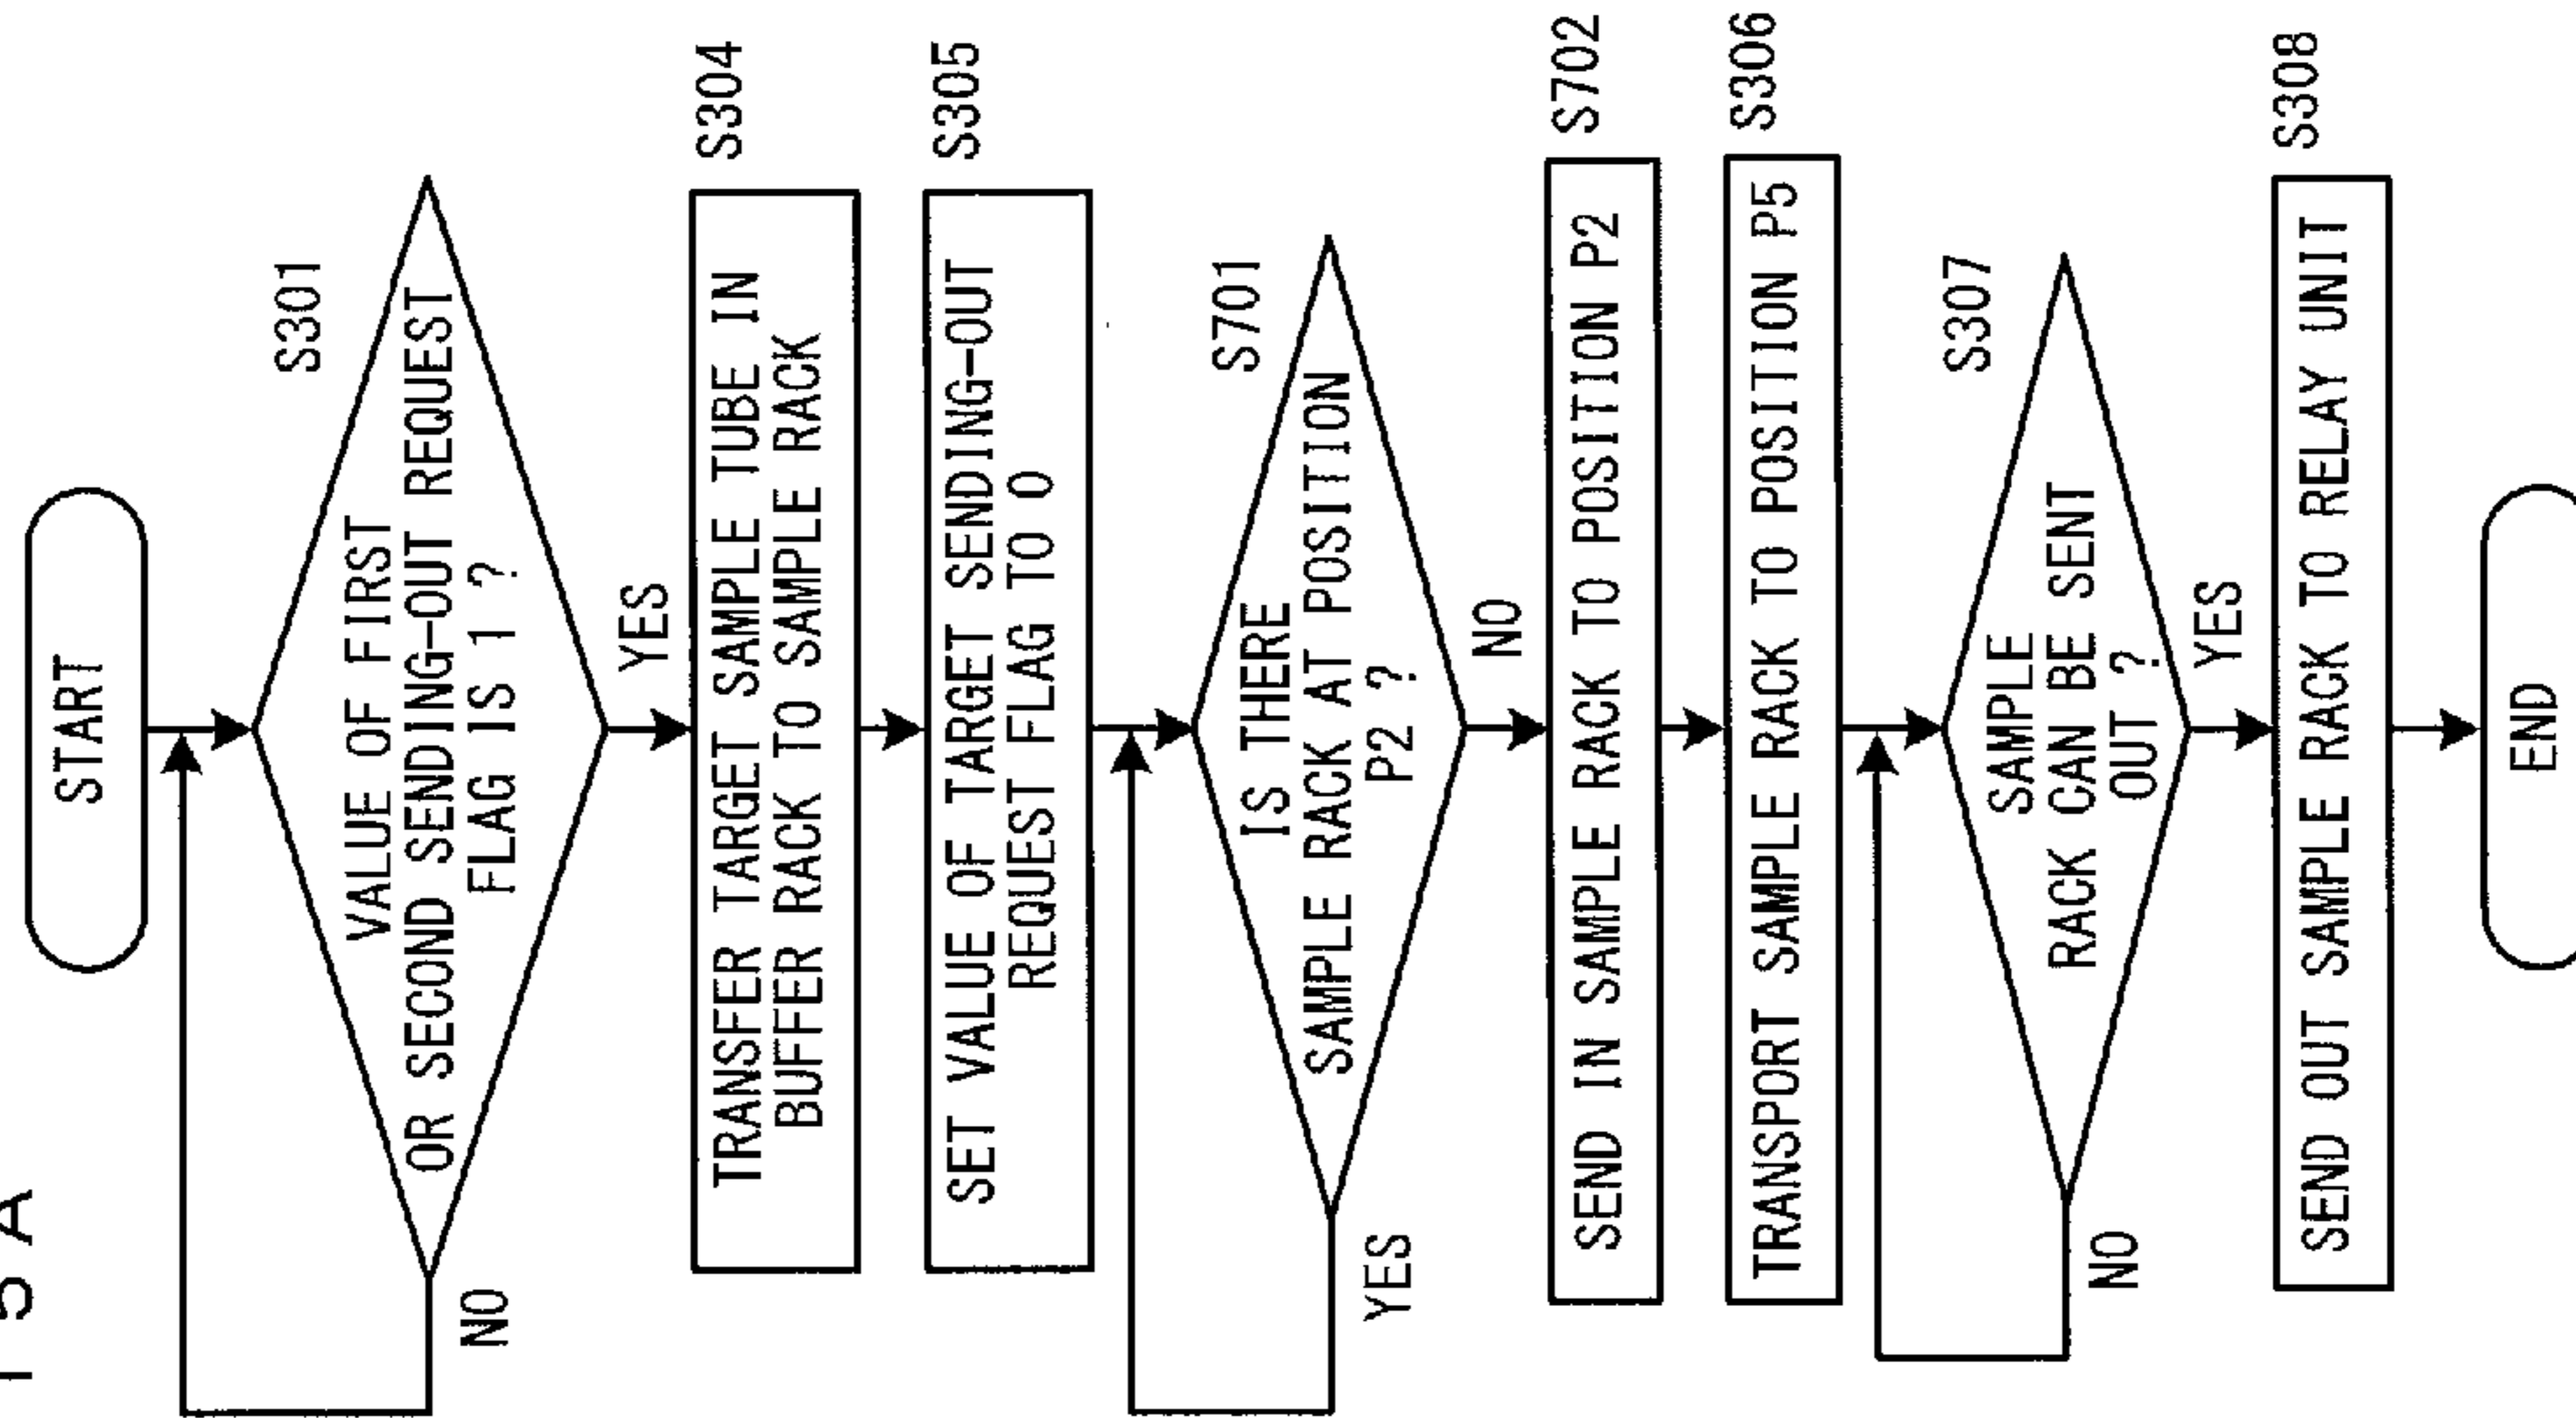 15A
START
S301
VALUE OF FIRST
OR SECOND SENDING-OUT REQUEST
FLAG IS 1 ?
NO
YES
S304
TRANSFER TARGET SAMPLE TUBE IN
BUFFER RACK TO SAMPLE RACK
S305
SET VALUE OF TARGET SENDING-OUT
REQUEST FLAG TO 0
S701
IS THERE
SAMPLE RACK AT POSITION
P2 ?
YES
NO
S702
SEND IN SAMPLE RACK TO POSITION P2
S306
TRANSPORT SAMPLE RACK TO POSITION P5
S307
SAMPLE
RACK CAN BE SENT
OUT ?
NO
YES
S308
SEND OUT SAMPLE RACK TO RELAY UNIT
END